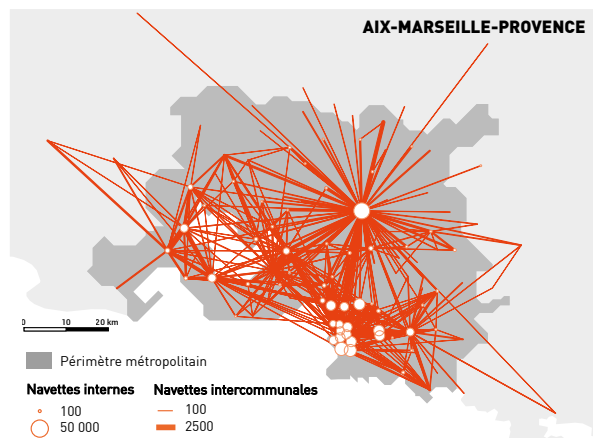 AIX-MARSEILLE-PROVENCE
0 10 20 km
Périmètre métropolitain
Navettes internes
100
50 000
Navettes intercommunales
100
2500